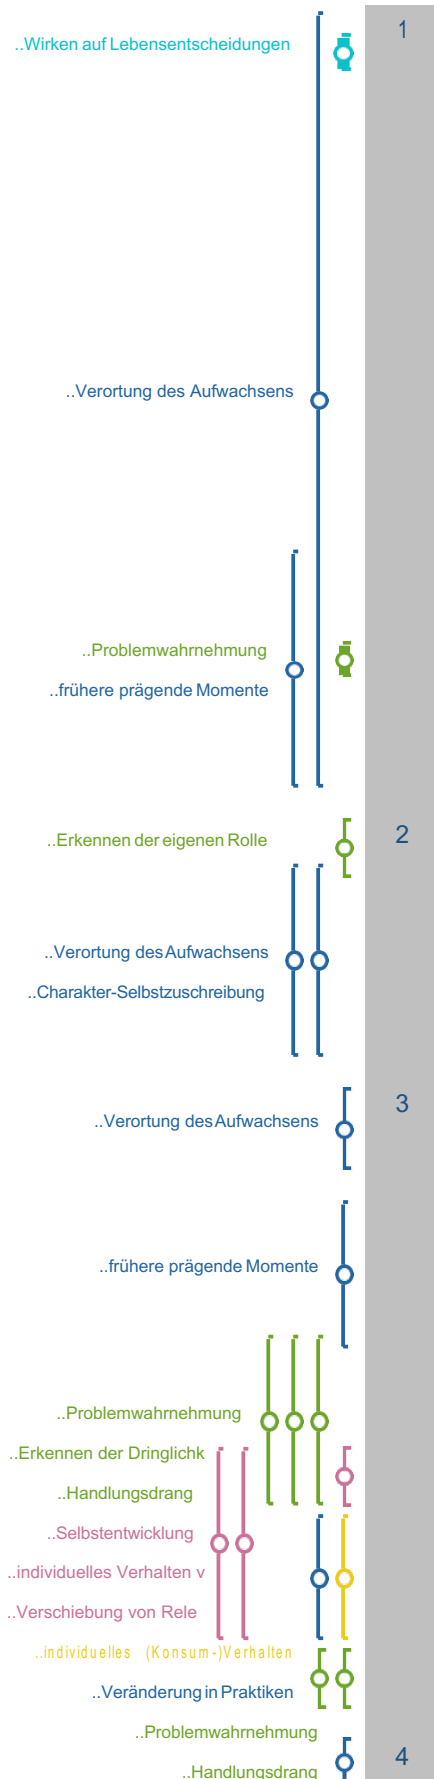 1
..Wirken auf Lebensentscheidungen
..Verortung des Aufwachsens
..Problemwahrnehmung
..frühere prägende Momente
2
..Erkennen der eigenen Rolle
..Verortung des Aufwachsens
..Charakter-Selbstzuschreibung
3
..Verortung des Aufwachsens
..frühere prägende Momente
..Problemwahrnehmung
..Erkennen der Dringlichk
..Handlungsdrang
..Selbstentwicklung
..individuelles Verhalten v
..Verschiebung von Rele
..individuelles (Konsum-)Verhalten
..Veränderung in Praktiken
..Problemwahrnehmung
4
..Handlungsdrang